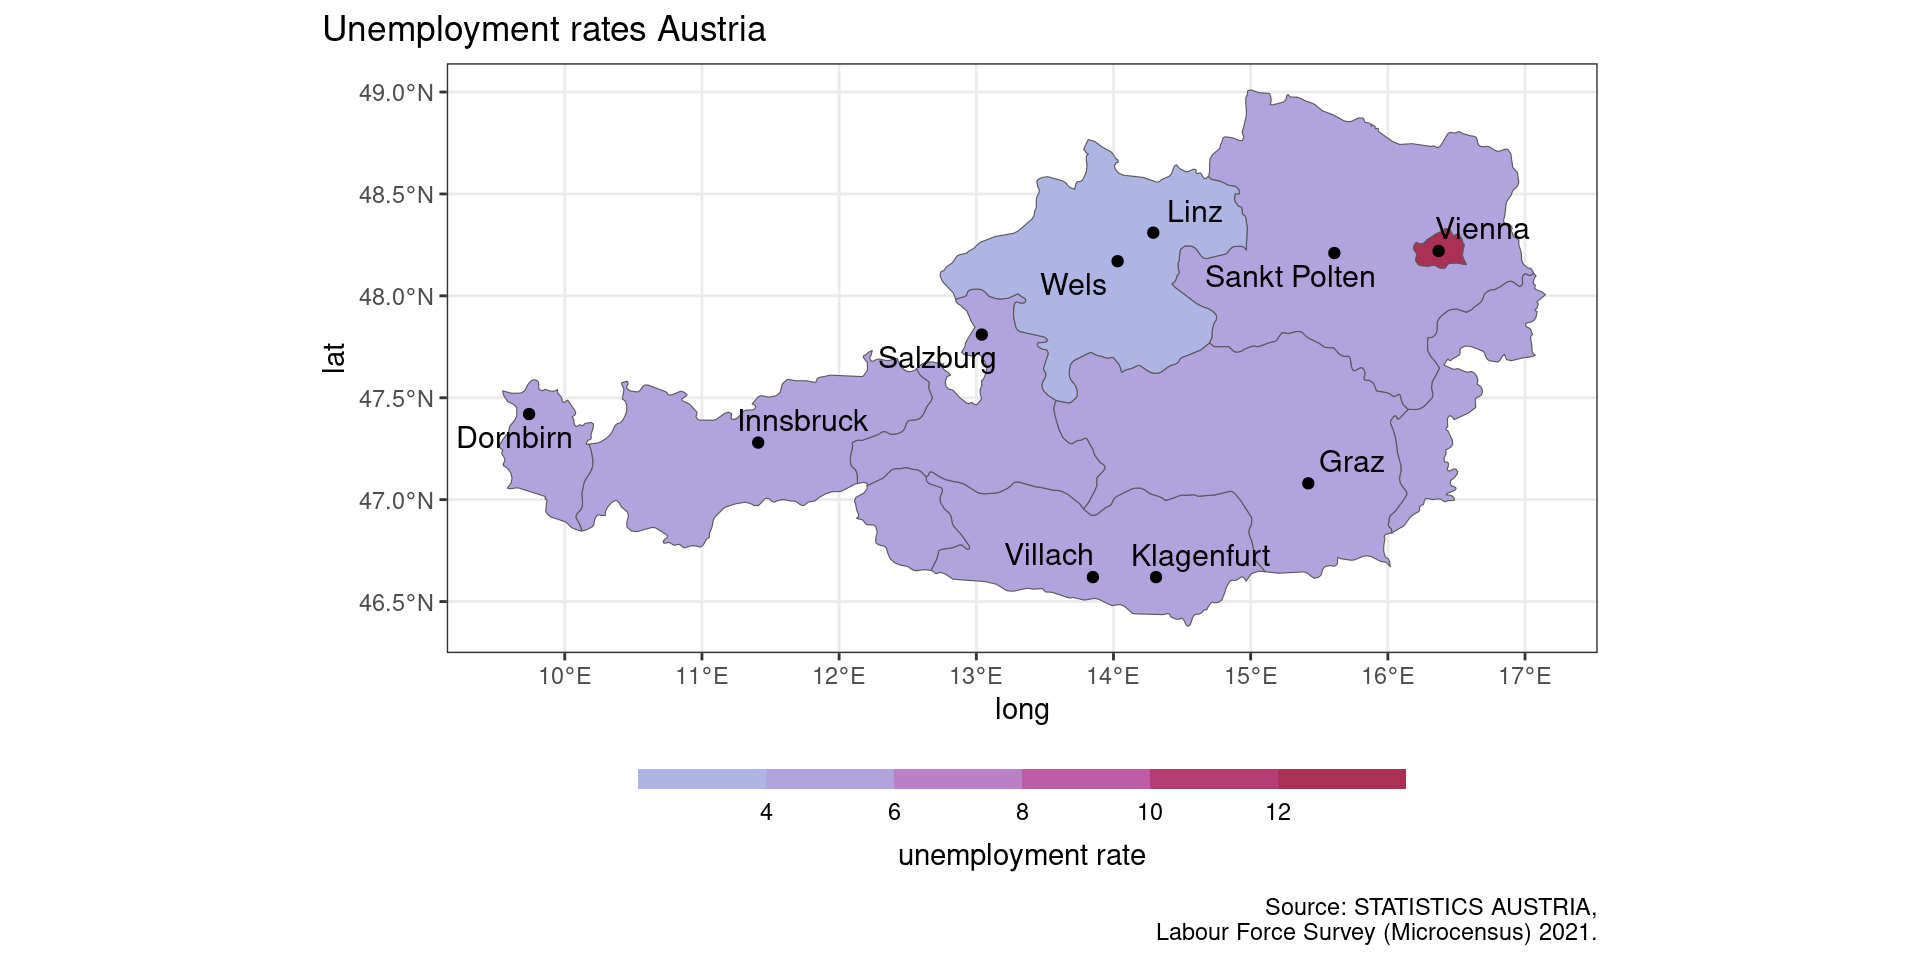 Unemployment rates Austria
49.0°N
48.5°N
48.0°N
47.5°N
47.0°N
46.5°N
lat
Linz
Vienna
Wels
Sankt Polten
Salzburg
Innsbruck
Dornbirn
Graz
Villach
Klagenfurt
10°E 11°E 12°E 13°E 14°E 15°E 16°E 17°E
long
4 6 8 10 12
unemployment rate
Source: STATISTICS AUSTRIA,
Labour Force Survey (Microcensus) 2021.